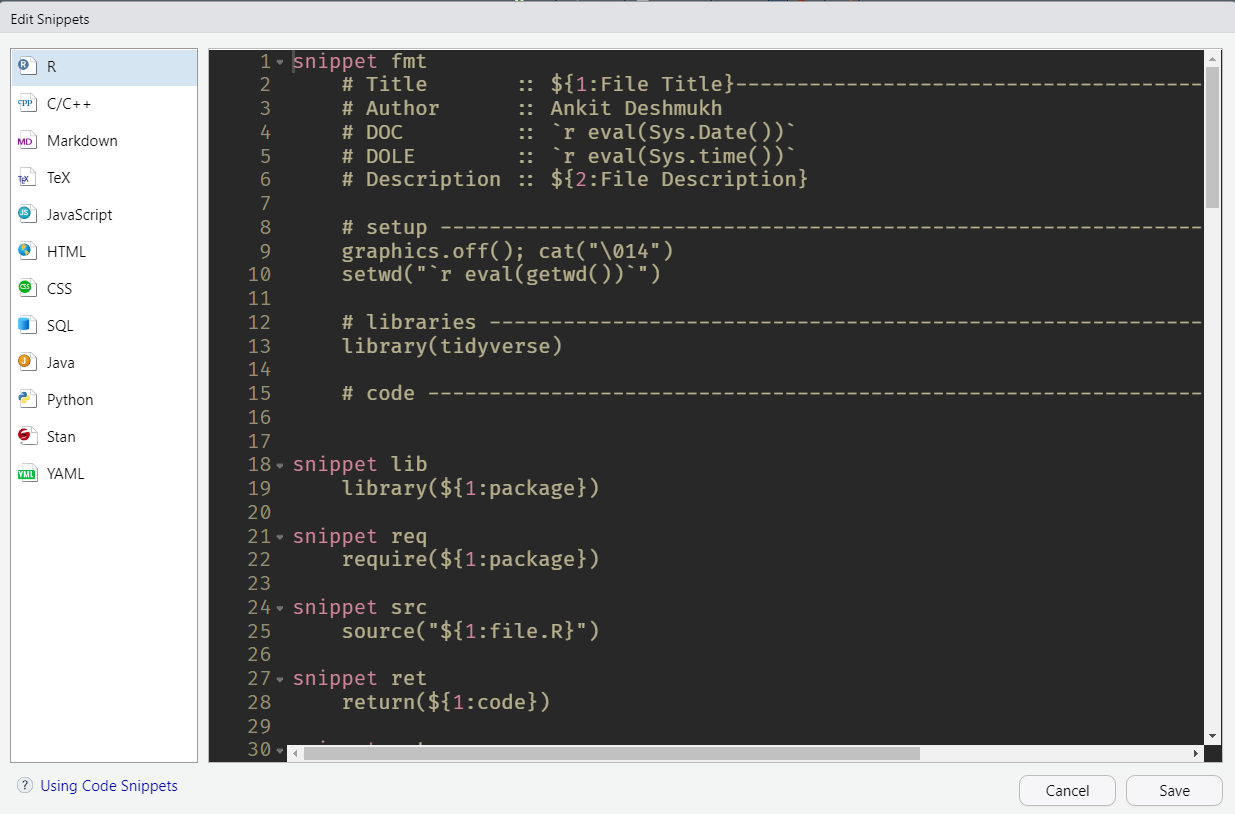 Edit Snippets
R
C/C++
Markdown
TeX
JavaScript
HTML
CSS
SQL
Java
Python
Stan
YAML
1 snippet fmt
2     # Title       :: ${1:File Title}--------------------------------------
3     # Author      :: Ankit Deshmukh
4     # DOC         :: `r eval(Sys.Date())`
5     # DOLE        :: `r eval(Sys.time())`
6     # Description :: ${2:File Description}
7
8     # setup --------------------------------------------------------------
9     graphics.off(); cat("\014")
10     setwd("`r eval(getwd())`")
11
12     # libraries ----------------------------------------------------------
13     library(tidyverse)
14
15     # code ---------------------------------------------------------------
16
17
18 snippet lib
19     library(${1:package})
20
21 snippet req
22     require(${1:package})
23
24 snippet src
25     source("${1:file.R}")
26
27 snippet ret
28     return(${1:code})
29
30
? Using Code Snippets
Cancel
Save